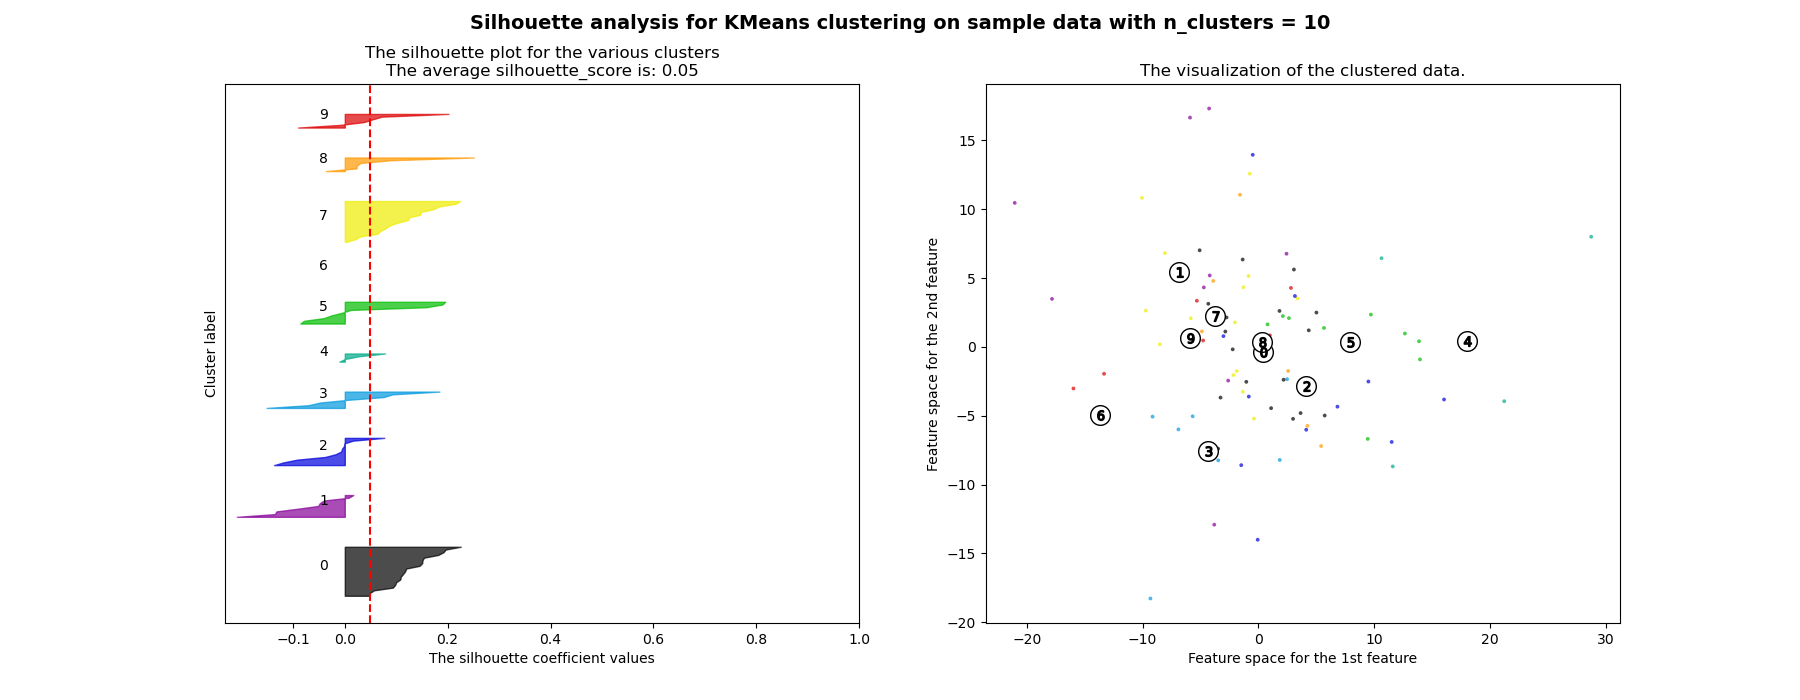 Silhouette analysis for KMeans clustering on sample data with n_clusters = 10
The silhouette plot for the various clusters
The average silhouette_score is: 0.05
9
8
7
6
5
4
3
2
1
0
Cluster label
−0.1 0.0 0.2 0.4 0.6 0.8 1.0
The silhouette coefficient values
The visualization of the clustered data.
15
10
5
0
−5
−10
−15
−20
Feature space for the 2nd feature
1
7
9
8
0
5
4
2
6
3
−20 −10 0 10 20 30
Feature space for the 1st feature